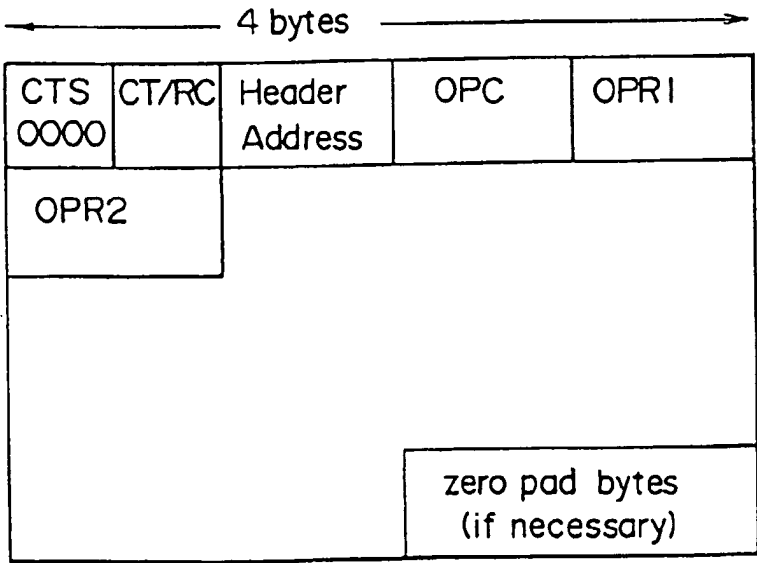 4 bytes
CTS CT/RC Header OPC OPR1
0000 Address
OPR2
zero pad bytes
(if necessary)